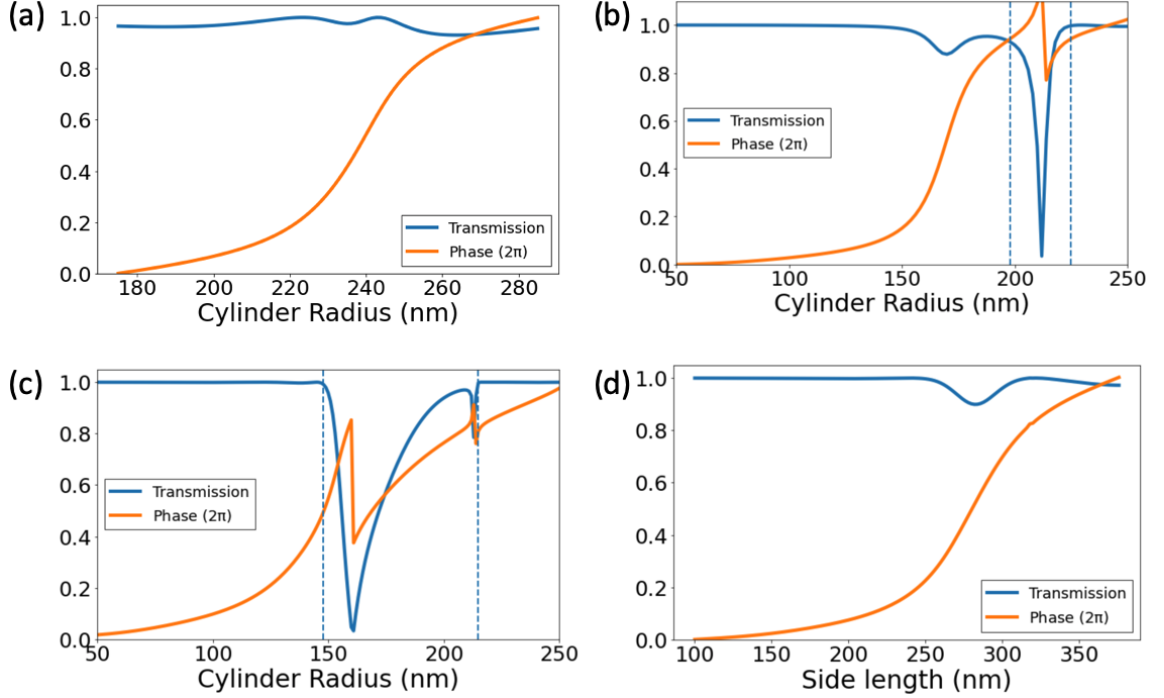 (a)
1.0
0.8
0.6
0.4
0.2
0.0
Transmission
Phase (2π)
180 200 220 240 260 280
Cylinder Radius (nm)
(b)
1.0
0.8
0.6
0.4
0.2
0.0
Transmission
Phase (2π)
50 100 150 200 250
Cylinder Radius (nm)
(c)
1.0
0.8
0.6
0.4
0.2
0.0
Transmission
Phase (2π)
50 100 150 200 250
Cylinder Radius (nm)
(d)
1.0
0.8
0.6
0.4
0.2
0.0
Transmission
Phase (2π)
100 150 200 250 300 350
Side length (nm)